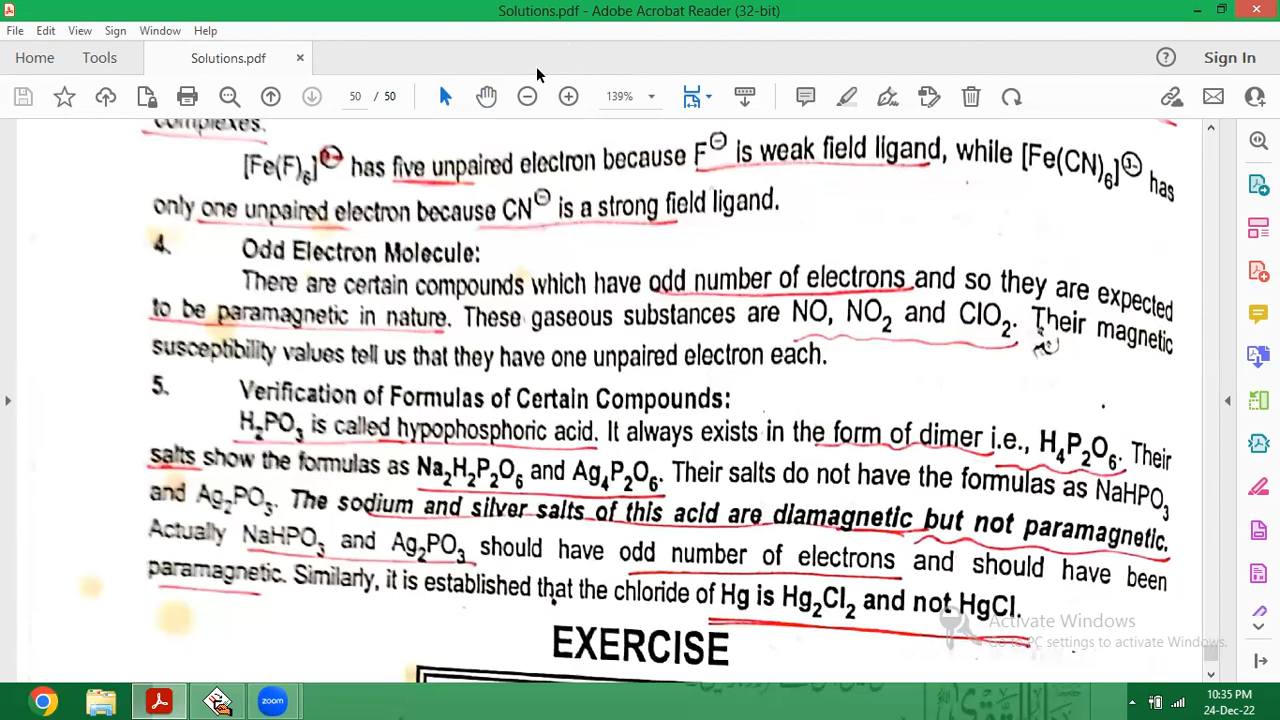 Solutions.pdf - Adobe Acrobat Reader (32-bit)
File Edit View Sign Window Help
Home Tools Solutions.pdf × Sign In
50 / 50 139%
complexes.
[Fe(F)₆]³⁻ has five unpaired electron because F⁻ is weak field ligand, while [Fe(CN)₆]³⁻ has
only one unpaired electron because CN⁻ is a strong field ligand.
4. Odd Electron Molecule:
There are certain compounds which have odd number of electrons and so they are expected
to be paramagnetic in nature. These gaseous substances are NO, NO₂ and ClO₂. Their magnetic
susceptibility values tell us that they have one unpaired electron each.
5. Verification of Formulas of Certain Compounds:
H₂PO₃ is called hypophosphoric acid. It always exists in the form of dimer i.e., H₄P₂O₆. Their
salts show the formulas as Na₂H₂P₂O₆ and Ag₄P₂O₆. Their salts do not have the formulas as NaHPO₃
and Ag₂PO₃. The sodium and silver salts of this acid are diamagnetic but not paramagnetic.
Actually NaHPO₃ and Ag₂PO₃ should have odd number of electrons and should have been
paramagnetic. Similarly, it is established that the chloride of Hg is Hg₂Cl₂ and not HgCl.
Activate Windows
Go to PC settings to activate Windows.
EXERCISE
zoom
10:35 PM
24-Dec-22